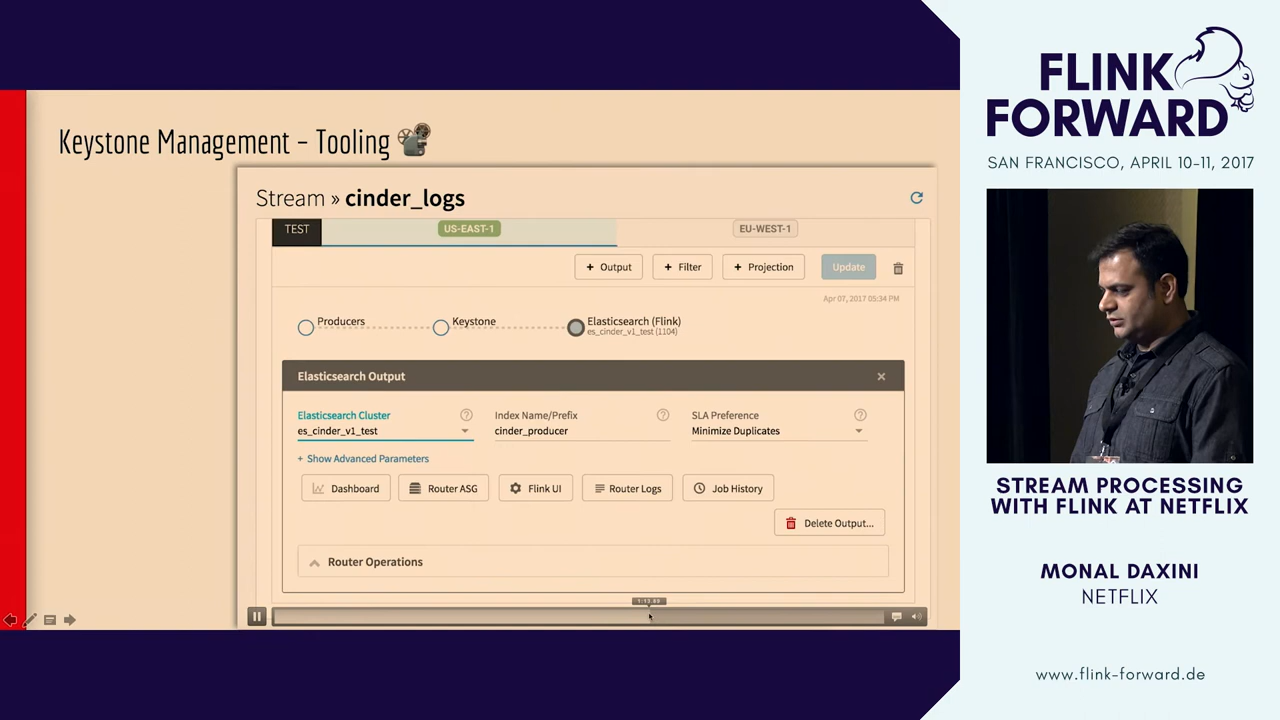 Keystone Management – Tooling
Stream » cinder_logs
TEST
US-EAST-1
EU-WEST-1
+ Output
+ Filter
+ Projection
Update
Apr 07, 2017 05:34 PM
Producers
Keystone
Elasticsearch (Flink)
es_cinder_v1_test (1104)
Elasticsearch Output
Elasticsearch Cluster
es_cinder_v1_test
Index Name/Prefix
cinder_producer
SLA Preference
Minimize Duplicates
+ Show Advanced Parameters
Dashboard
Router ASG
Flink UI
Router Logs
Job History
Delete Output...
Router Operations
FLINK
FORWARD
SAN FRANCISCO, APRIL 10-11, 2017
STREAM PROCESSING
WITH FLINK AT NETFLIX
MONAL DAXINI
NETFLIX
www.flink-forward.de